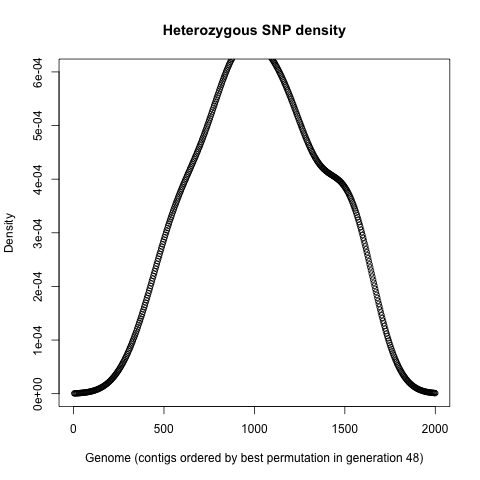 Heterozygous SNP density
Density
6e-04
5e-04
4e-04
3e-04
2e-04
1e-04
0e+00
0 500 1000 1500 2000
Genome (contigs ordered by best permutation in generation 48)